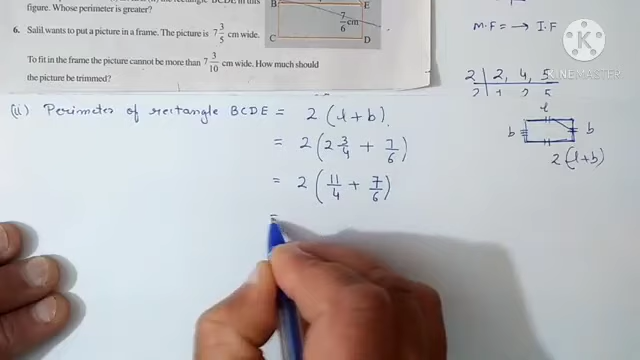 figure. Whose perimeter is greater?
6. Salil wants to put a picture in a frame. The picture is 7 3/5 cm wide.
To fit in the frame the picture cannot be more than 7 3/10 cm wide. How much should
the picture be trimmed?
B E
7/6 cm
C D
M.F = → I.F
KINEMASTER
2 | 2, 4, 5
2 | 1, 2, 5
l
b b
2(l+b)
(ii) Perimeter of rectangle BCDE = 2(l+b).
= 2(2 3/4 + 7/6)
= 2(11/4 + 7/6)
=